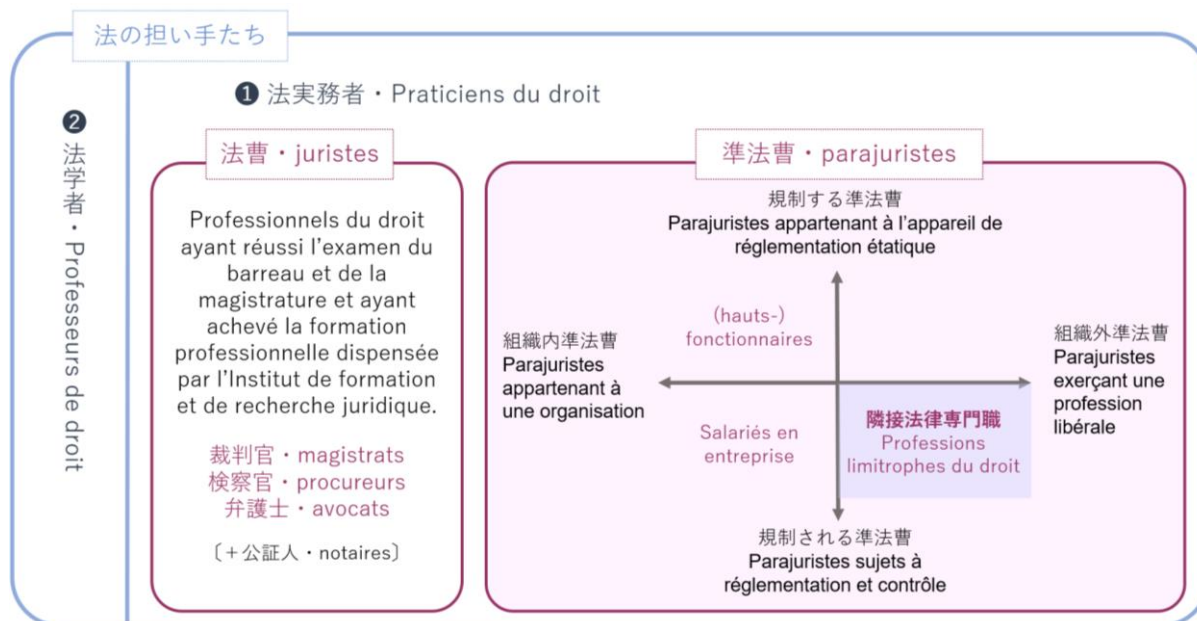 法の担い手たち
❶ 法実務者・Praticiens du droit
❷ 法学者・Professeurs de droit
法曹・juristes
Professionnels du droit
ayant réussi l’examen du
barreau et de la
magistrature et ayant
achevé la formation
professionnelle dispensée
par l’Institut de formation
et de recherche juridique.
裁判官・magistrats
検察官・procureurs
弁護士・avocats
〔＋公証人・notaires〕
準法曹・parajuristes
規制する準法曹
Parajuristes appartenant à l’appareil de
réglementation étatique
(hauts-)
fonctionnaires
組織内準法曹
Parajuristes
appartenant à
une organisation
組織外準法曹
Parajuristes
exerçant une
profession
libérale
Salariés en
entreprise
隣接法律専門職
Professions
limitrophes du droit
規制される準法曹
Parajuristes sujets à
réglementation et contrôle